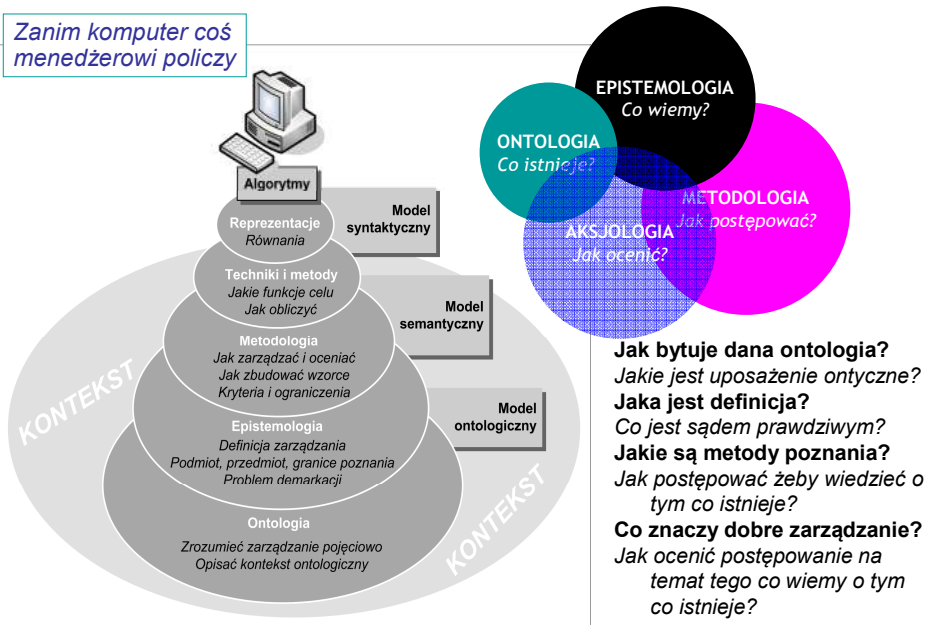 Zanim komputer coś
menedżerowi policzy
Algorytmy
Reprezentacje
Równania
Model
syntaktyczny
Techniki i metody
Jakie funkcje celu
Jak obliczyć
Model
semantyczny
Metodologia
Jak zarządzać i oceniać
Jak zbudować wzorce
Kryteria i ograniczenia
Model
ontologiczny
Epistemologia
Definicja zarządzania
Podmiot, przedmiot, granice poznania
Problem demarkacji
Ontologia
Zrozumieć zarządzanie pojęciowo
Opisać kontekst ontologiczny
KONTEKST
KONTEKST
EPISTEMOLOGIA
Co wiemy?
ONTOLOGIA
Co istnieje?
METODOLOGIA
Jak postępować?
AKSJOLOGIA
Jak ocenić?
Jak bytuje dana ontologia?
Jakie jest uposażenie ontyczne?
Jaka jest definicja?
Co jest sądem prawdziwym?
Jakie są metody poznania?
Jak postępować żeby wiedzieć o
tym co istnieje?
Co znaczy dobre zarządzanie?
Jak ocenić postępowanie na
temat tego co wiemy o tym
co istnieje?